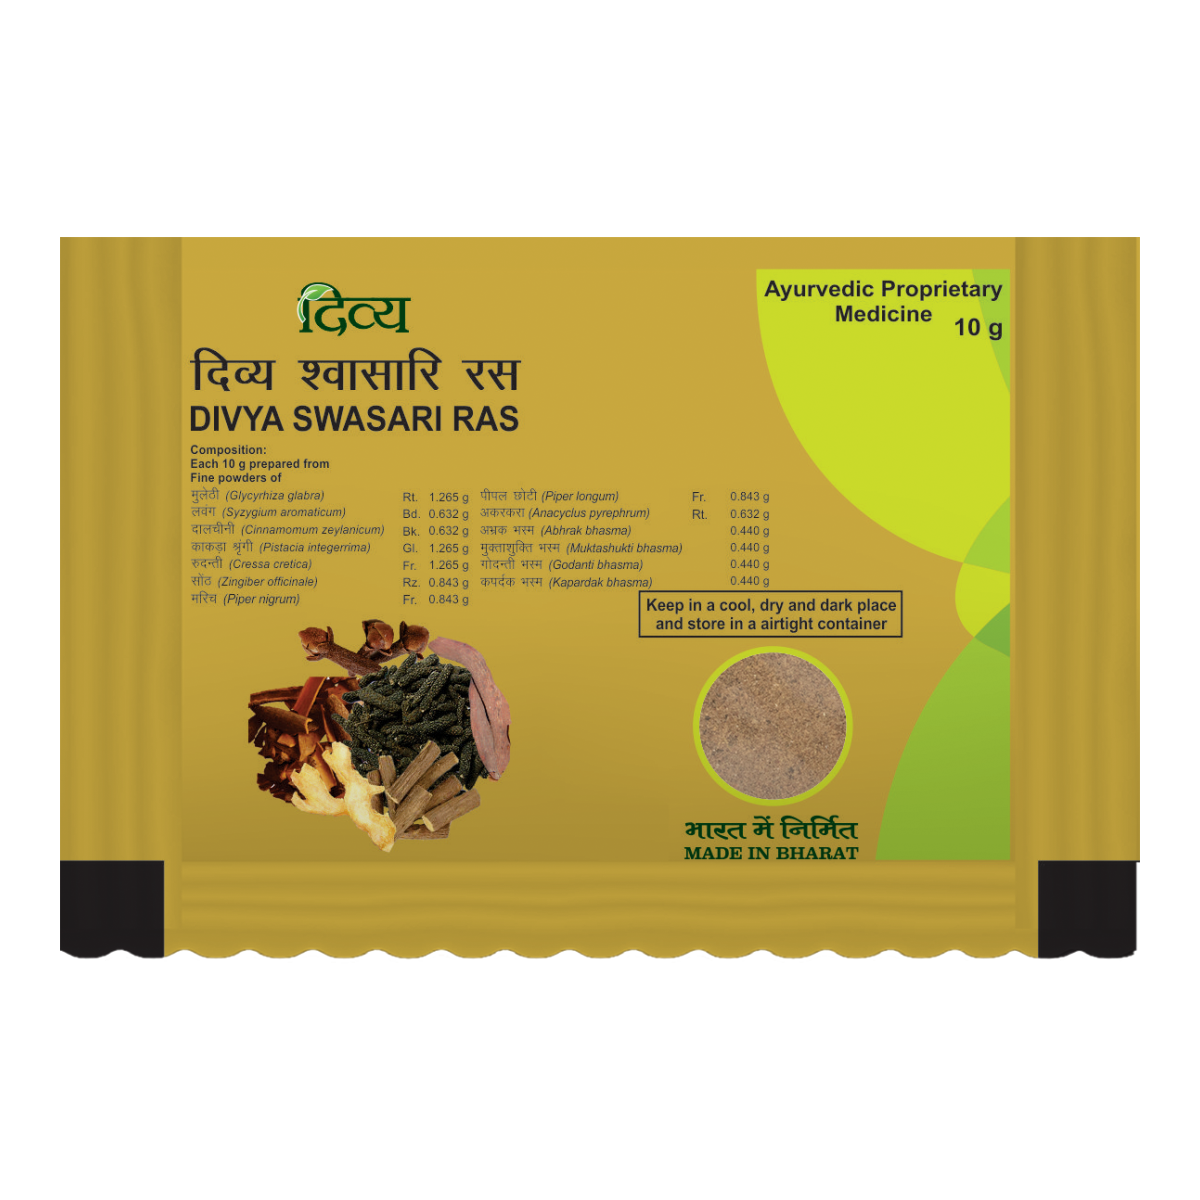 दिव्य
दिव्य श्वासारि रस
DIVYA SWASARI RAS
Ayurvedic Proprietary
Medicine
10 g
Composition:
Each 10 g prepared from
Fine powders of
मुलेठी (Glycyrhiza glabra) Rt. 1.265 g
लवंग (Syzygium aromaticum) Bd. 0.632 g
दालचीनी (Cinnamomum zeylanicum) Bk. 0.632 g
काकड़ा श्रृंगी (Pistacia integerrima) Gl. 1.265 g
रुदन्ती (Cressa cretica) Fr. 1.265 g
सोंठ (Zingiber officinale) Rz. 0.843 g
मरिच (Piper nigrum) Fr. 0.843 g
पीपल छोटी (Piper longum) Fr. 0.843 g
अकरकरा (Anacyclus pyrephrum) Rt. 0.632 g
अभ्रक भस्म (Abhrak bhasma) 0.440 g
मुक्ताशुक्ति भस्म (Muktashukti bhasma) 0.440 g
गोदन्ती भस्म (Godanti bhasma) 0.440 g
कपर्दक भस्म (Kapardak bhasma) 0.440 g
Keep in a cool, dry and dark place
and store in a airtight container
भारत में निर्मित
MADE IN BHARAT